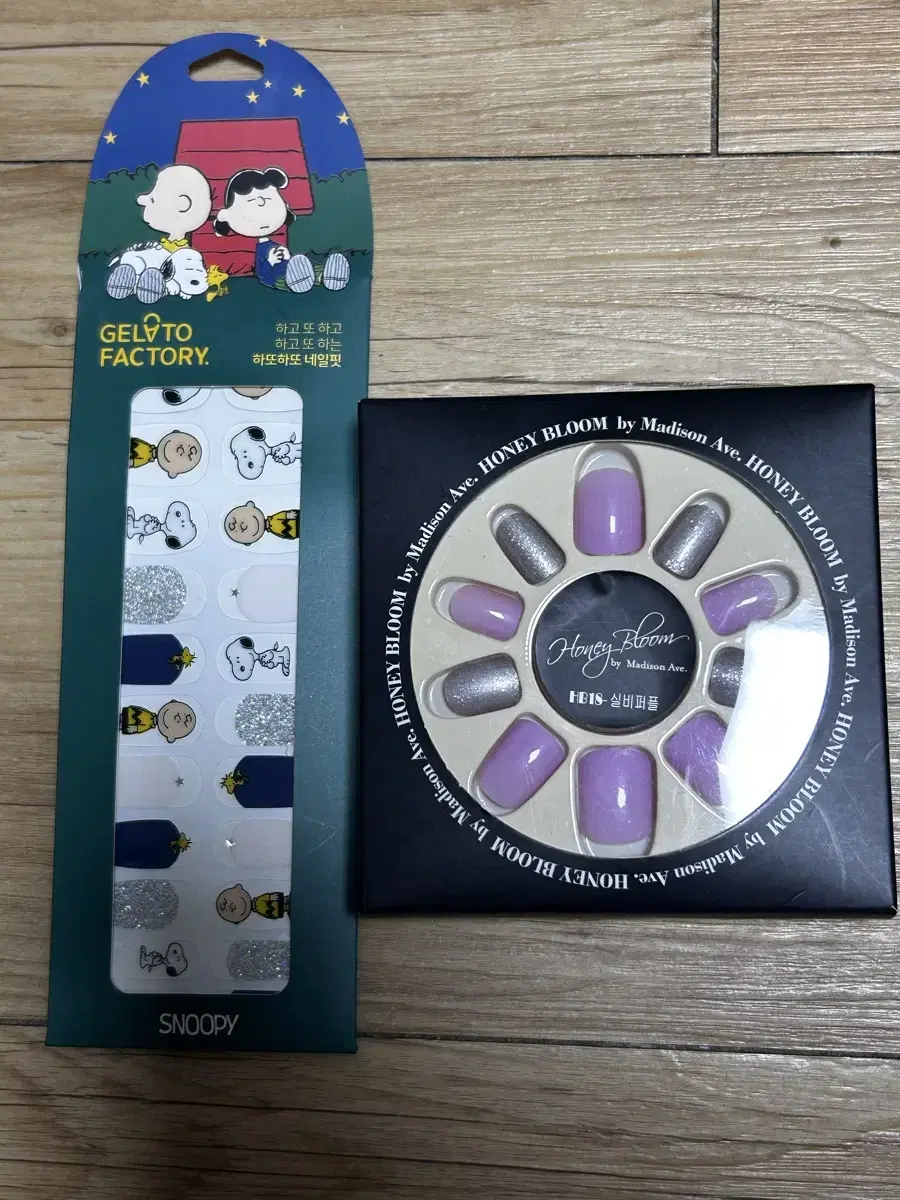 GELATO
FACTORY.
하고 또 하고
하고 또 하는
하또하또 네일핏
SNOOPY
HONEY BLOOM by Madison Ave. HONEY BLOOM by Madison Ave. HONEY BLOOM by Madison Ave. HONEY BLOOM by Madison Ave.
Honey Bloom
by Madison Ave.
HB18-실비퍼플